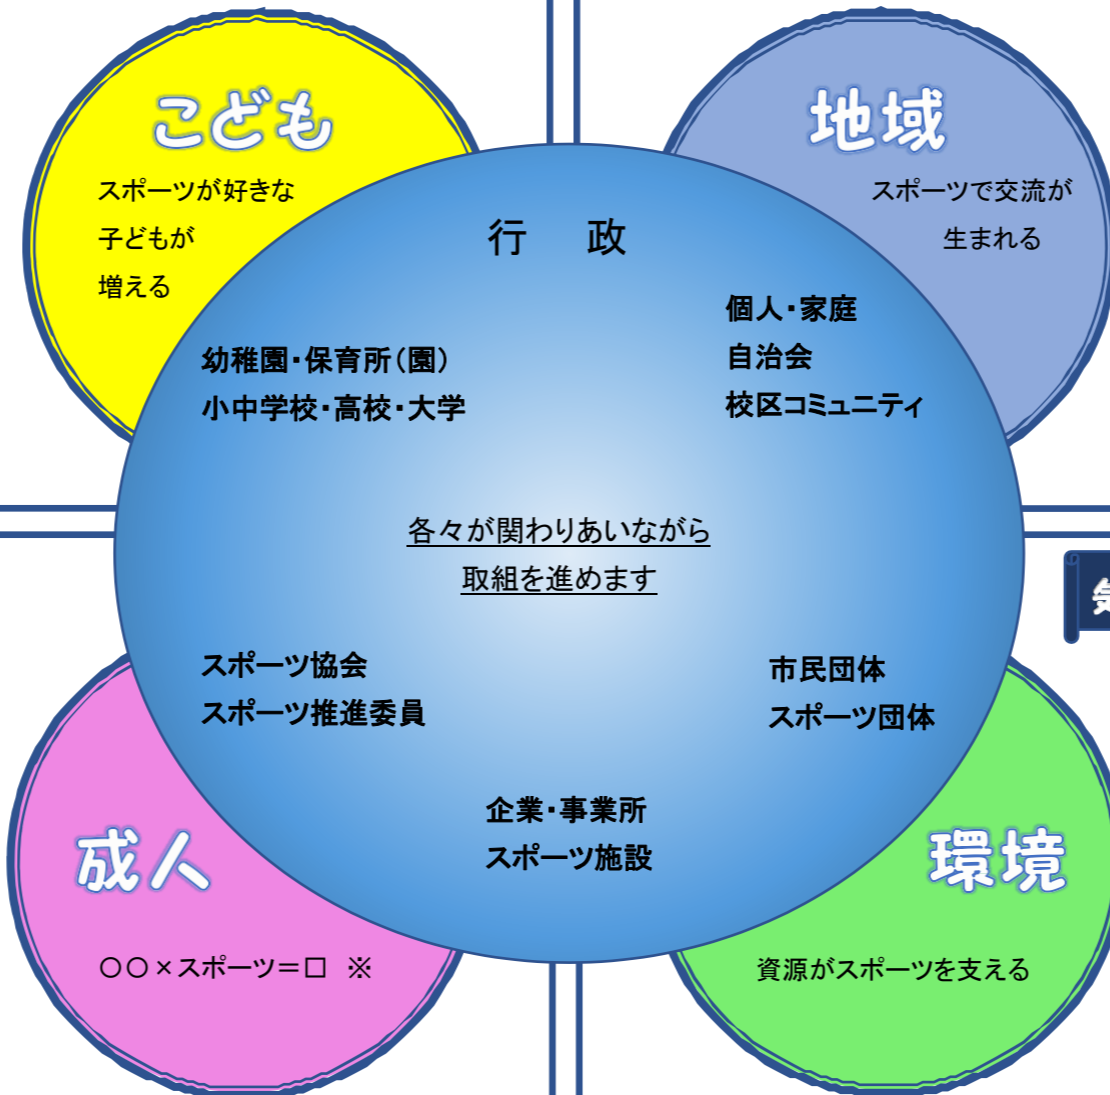 こども
スポーツが好きな
子どもが
増える
地域
スポーツで交流が
生まれる
行　政
個人・家庭
自治会
校区コミュニティ
幼稚園・保育所（園）
小中学校・高校・大学
各々が関わりあいながら
取組を進めます
スポーツ協会
スポーツ推進委員
市民団体
スポーツ団体
企業・事業所
スポーツ施設
成人
〇〇×スポーツ＝□ ※
環境
資源がスポーツを支える